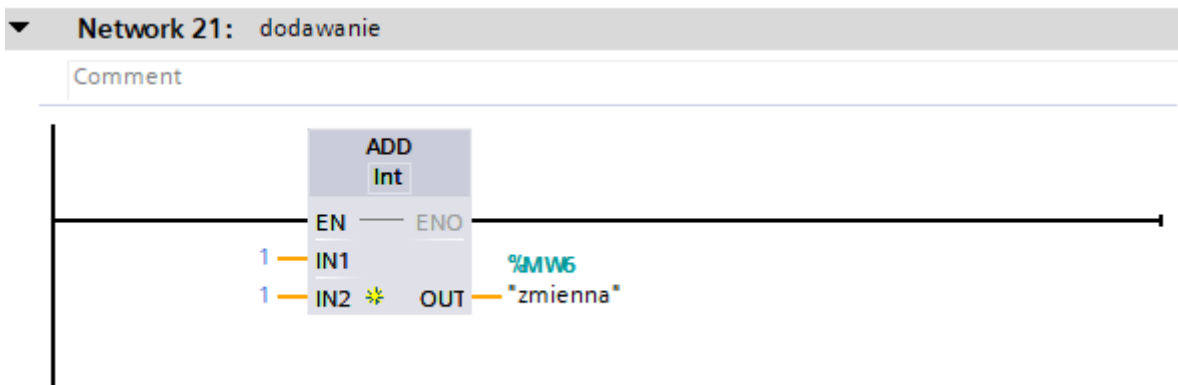 Network 21: dodawanie
Comment
ADD
Int
EN ENO
1 IN1
%MW6
1 IN2 OUT "zmienna"